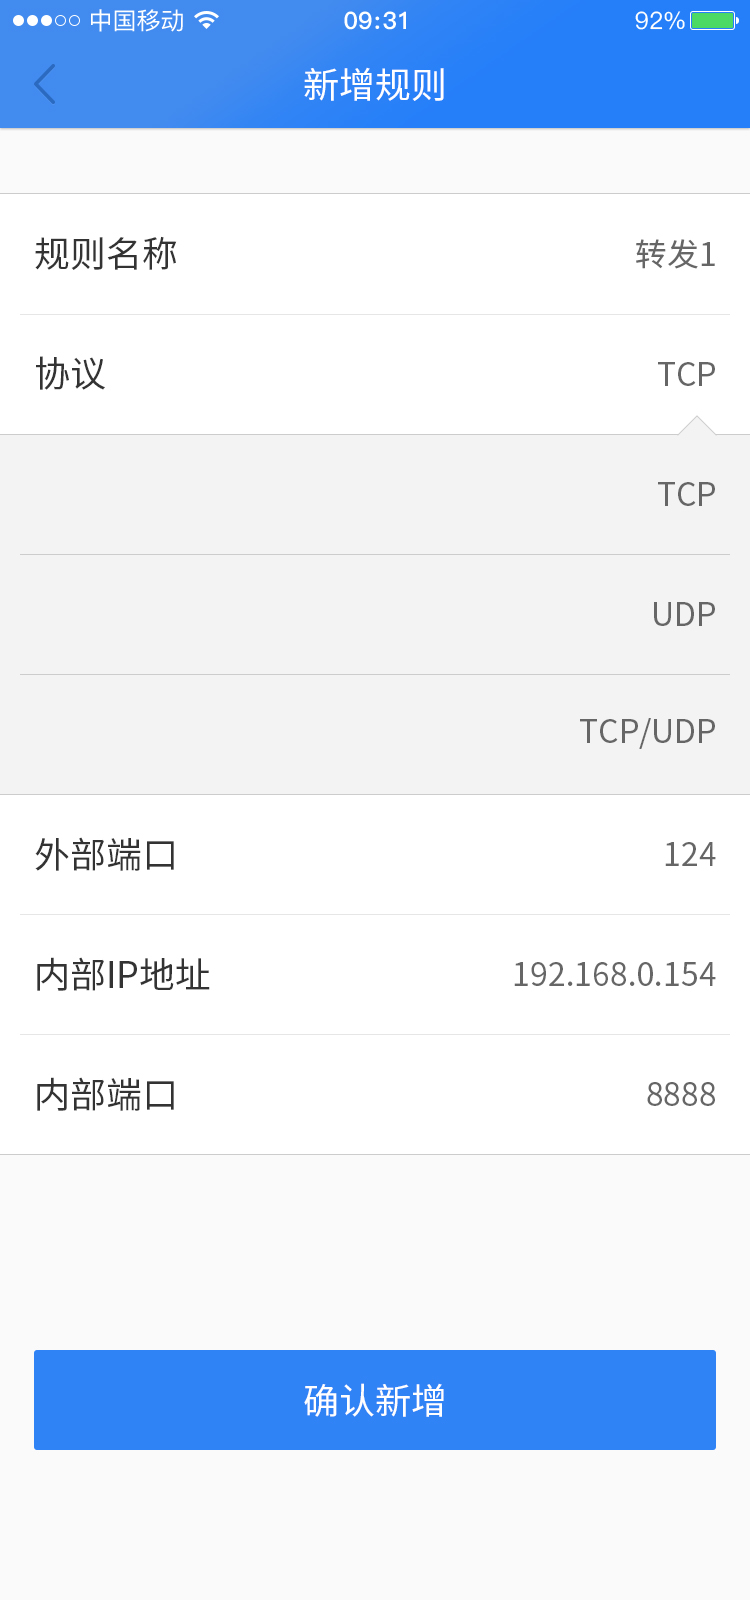 中国移动 09:31 92%
新增规则
规则名称 转发1
协议 TCP
TCP
UDP
TCP/UDP
外部端口 124
内部IP地址 192.168.0.154
内部端口 8888
确认新增